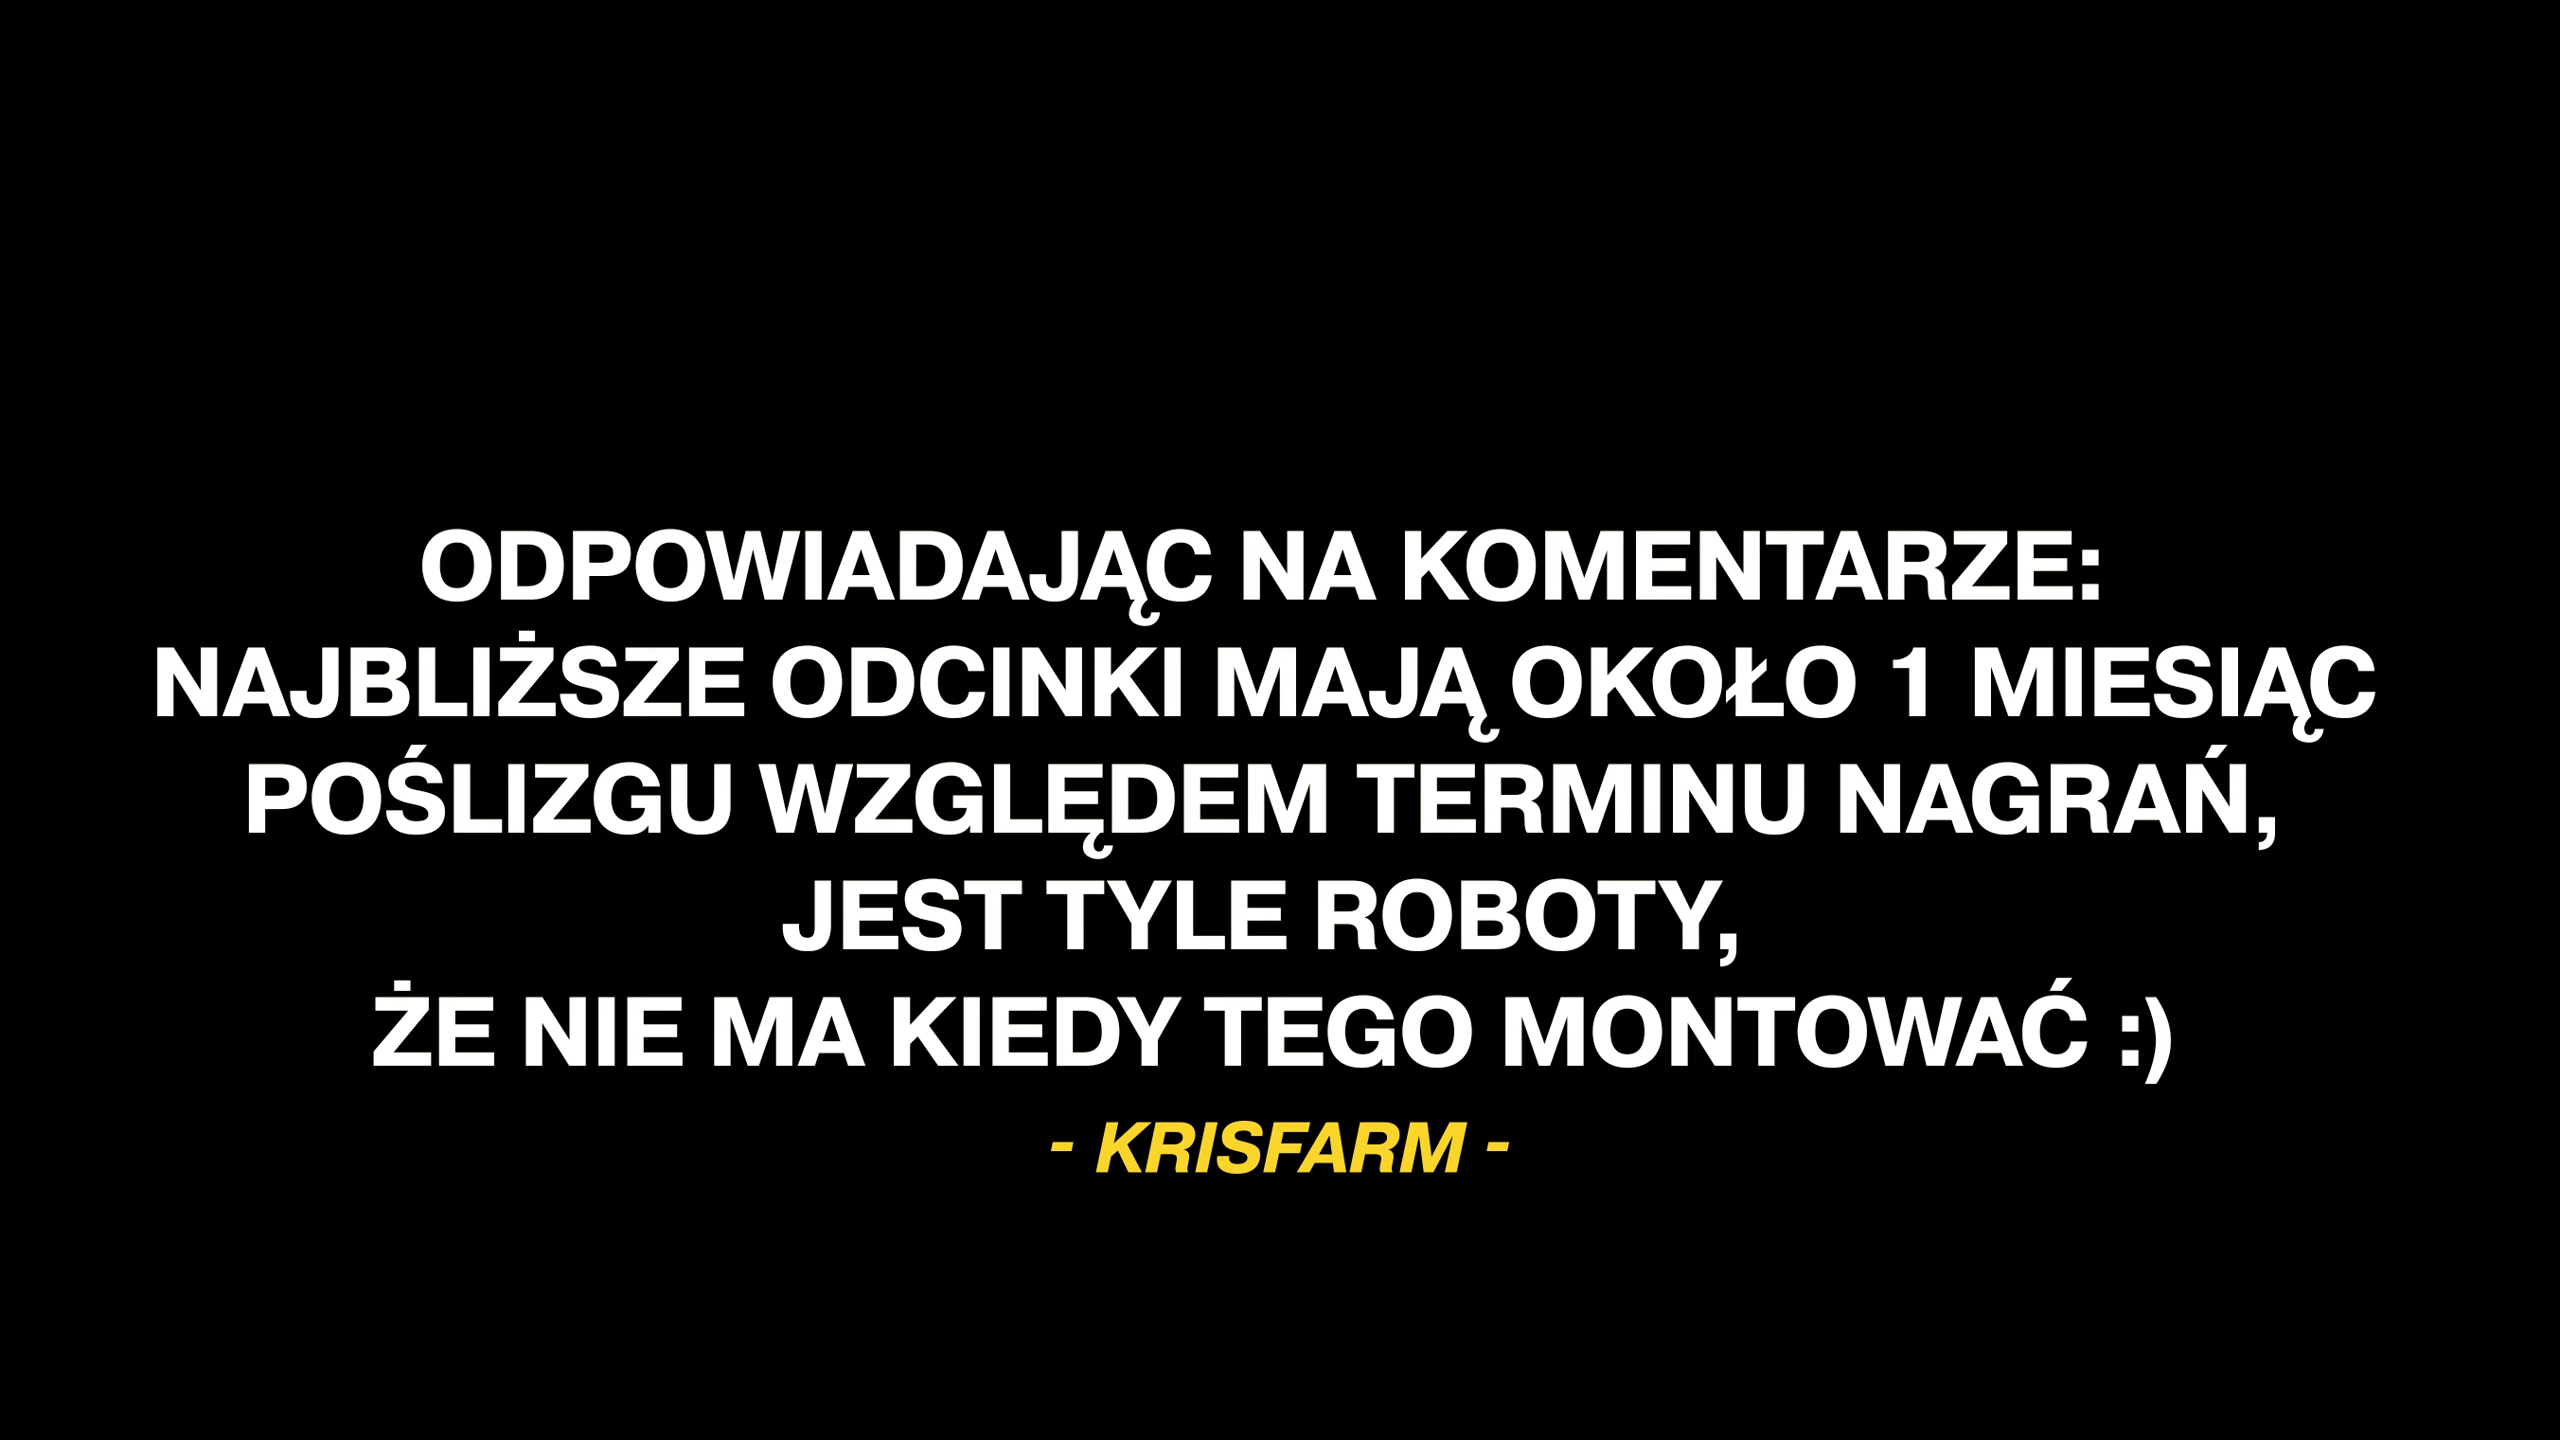 ODPOWIADAJĄC NA KOMENTARZE:
NAJBLIŻSZE ODCINKI MAJĄ OKOŁO 1 MIESIĄC
POŚLIZGU WZGLĘDEM TERMINU NAGRAŃ,
JEST TYLE ROBOTY,
ŻE NIE MA KIEDY TEGO MONTOWAĆ :)
- KRISFARM -